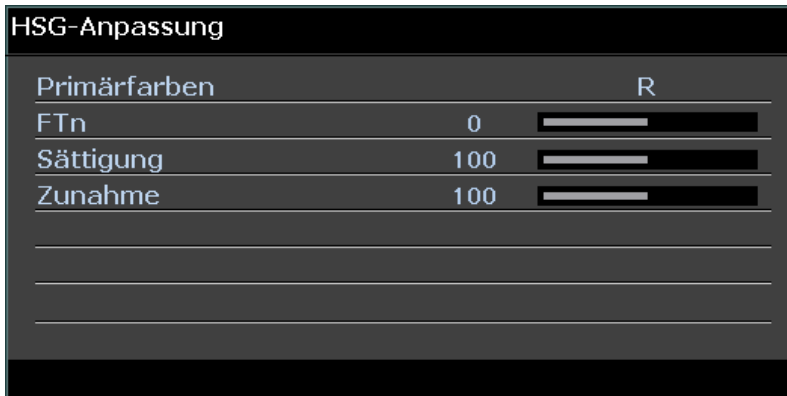 HSG-Anpassung
Primärfarben R
FTn 0
Sättigung 100
Zunahme 100